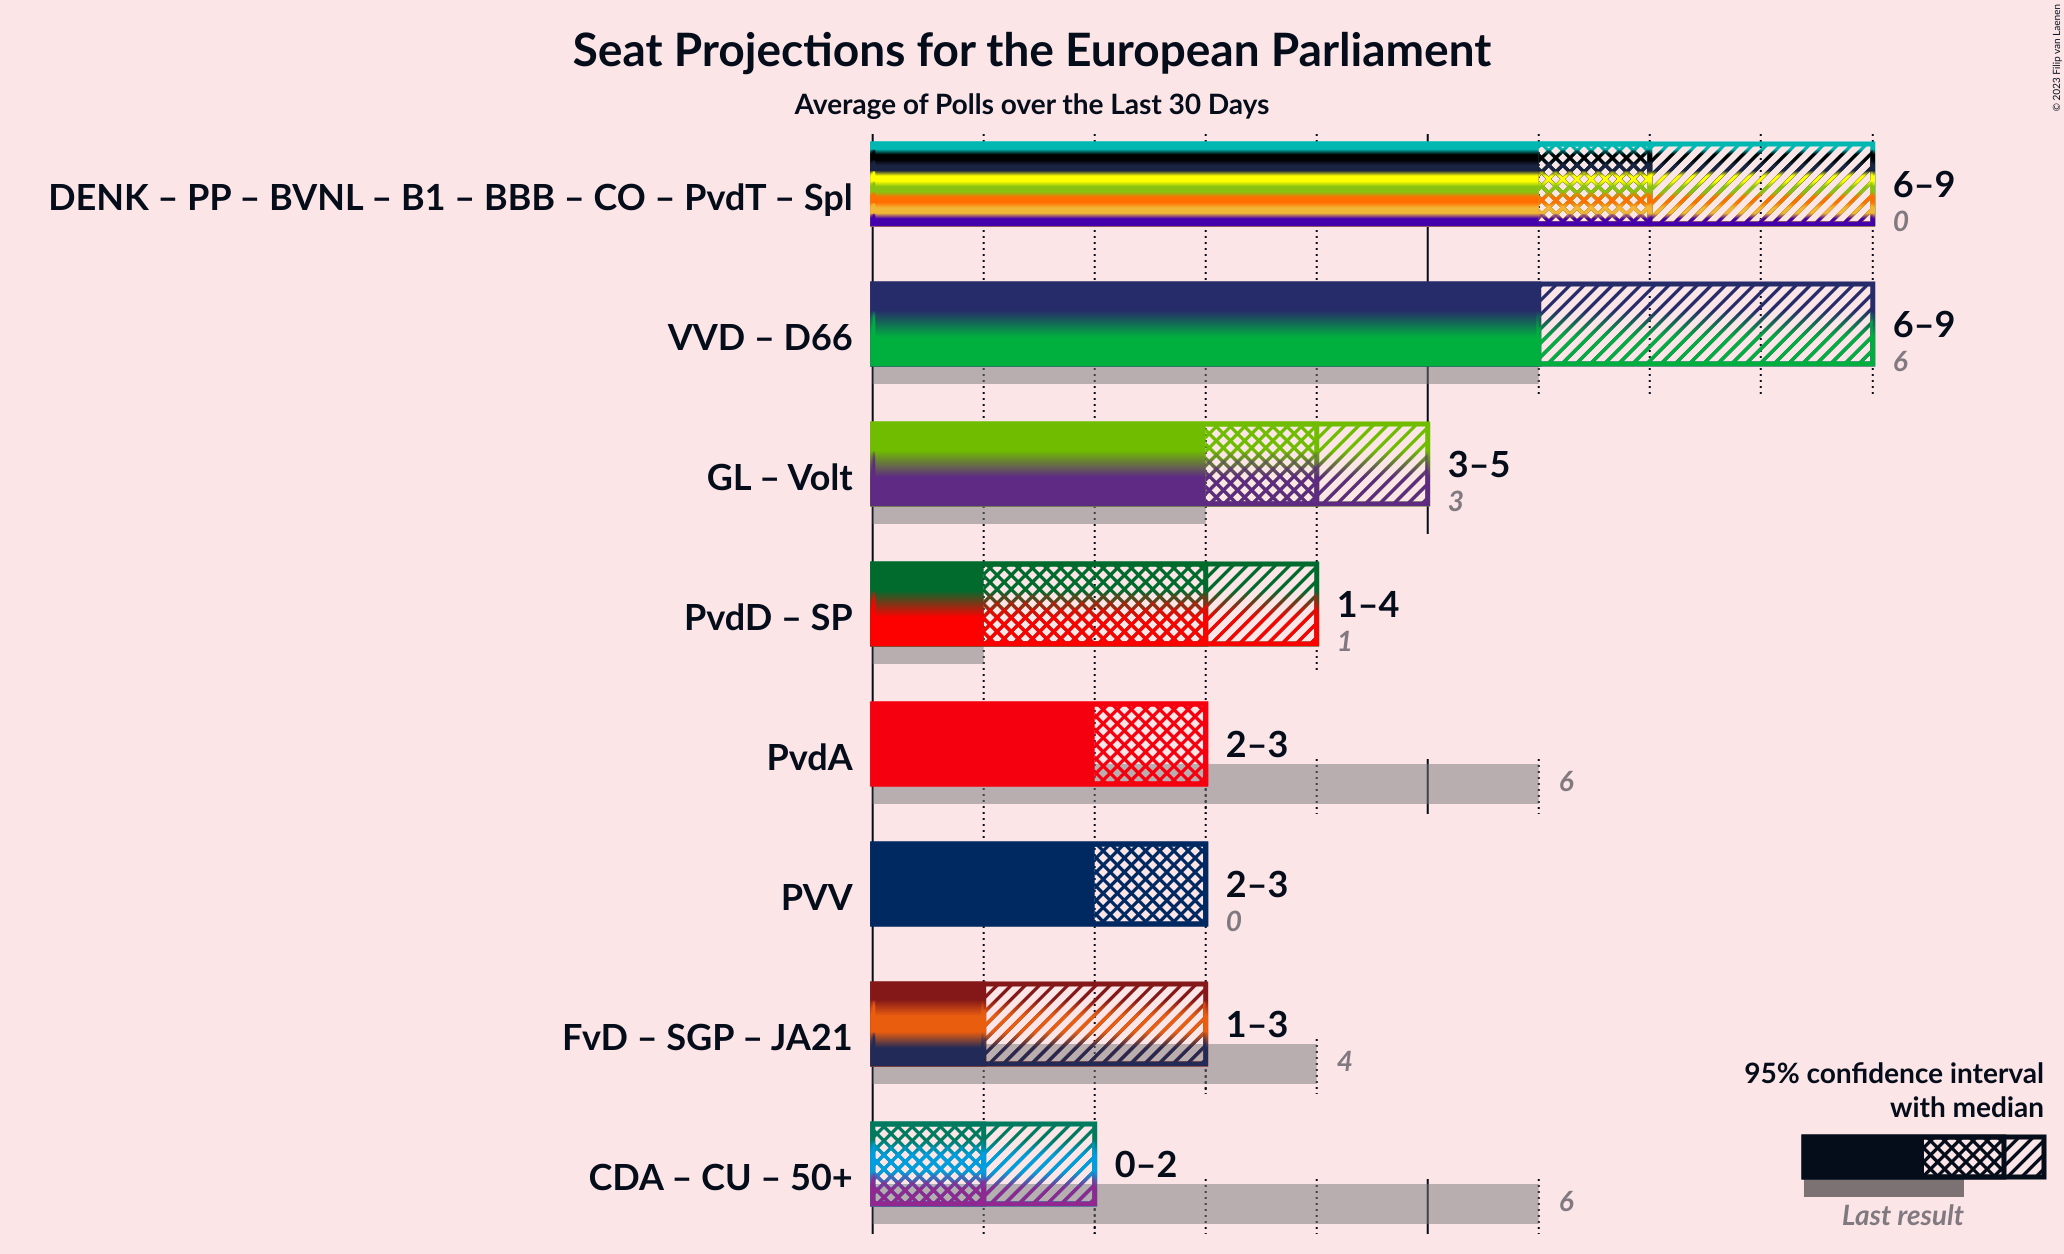 Seat Projections for the European Parliament
Average of Polls over the Last 30 Days
© 2023 Filip van Laenen
DENK – PP – BVNL – B1 – BBB – CO – PvdT – Spl
6–9
0
VVD – D66
6–9
6
GL – Volt
3–5
3
PvdD – SP
1–4
1
PvdA
2–3
6
PVV
2–3
0
FvD – SGP – JA21
1–3
4
CDA – CU – 50+
0–2
6
95% confidence interval
with median
Last result